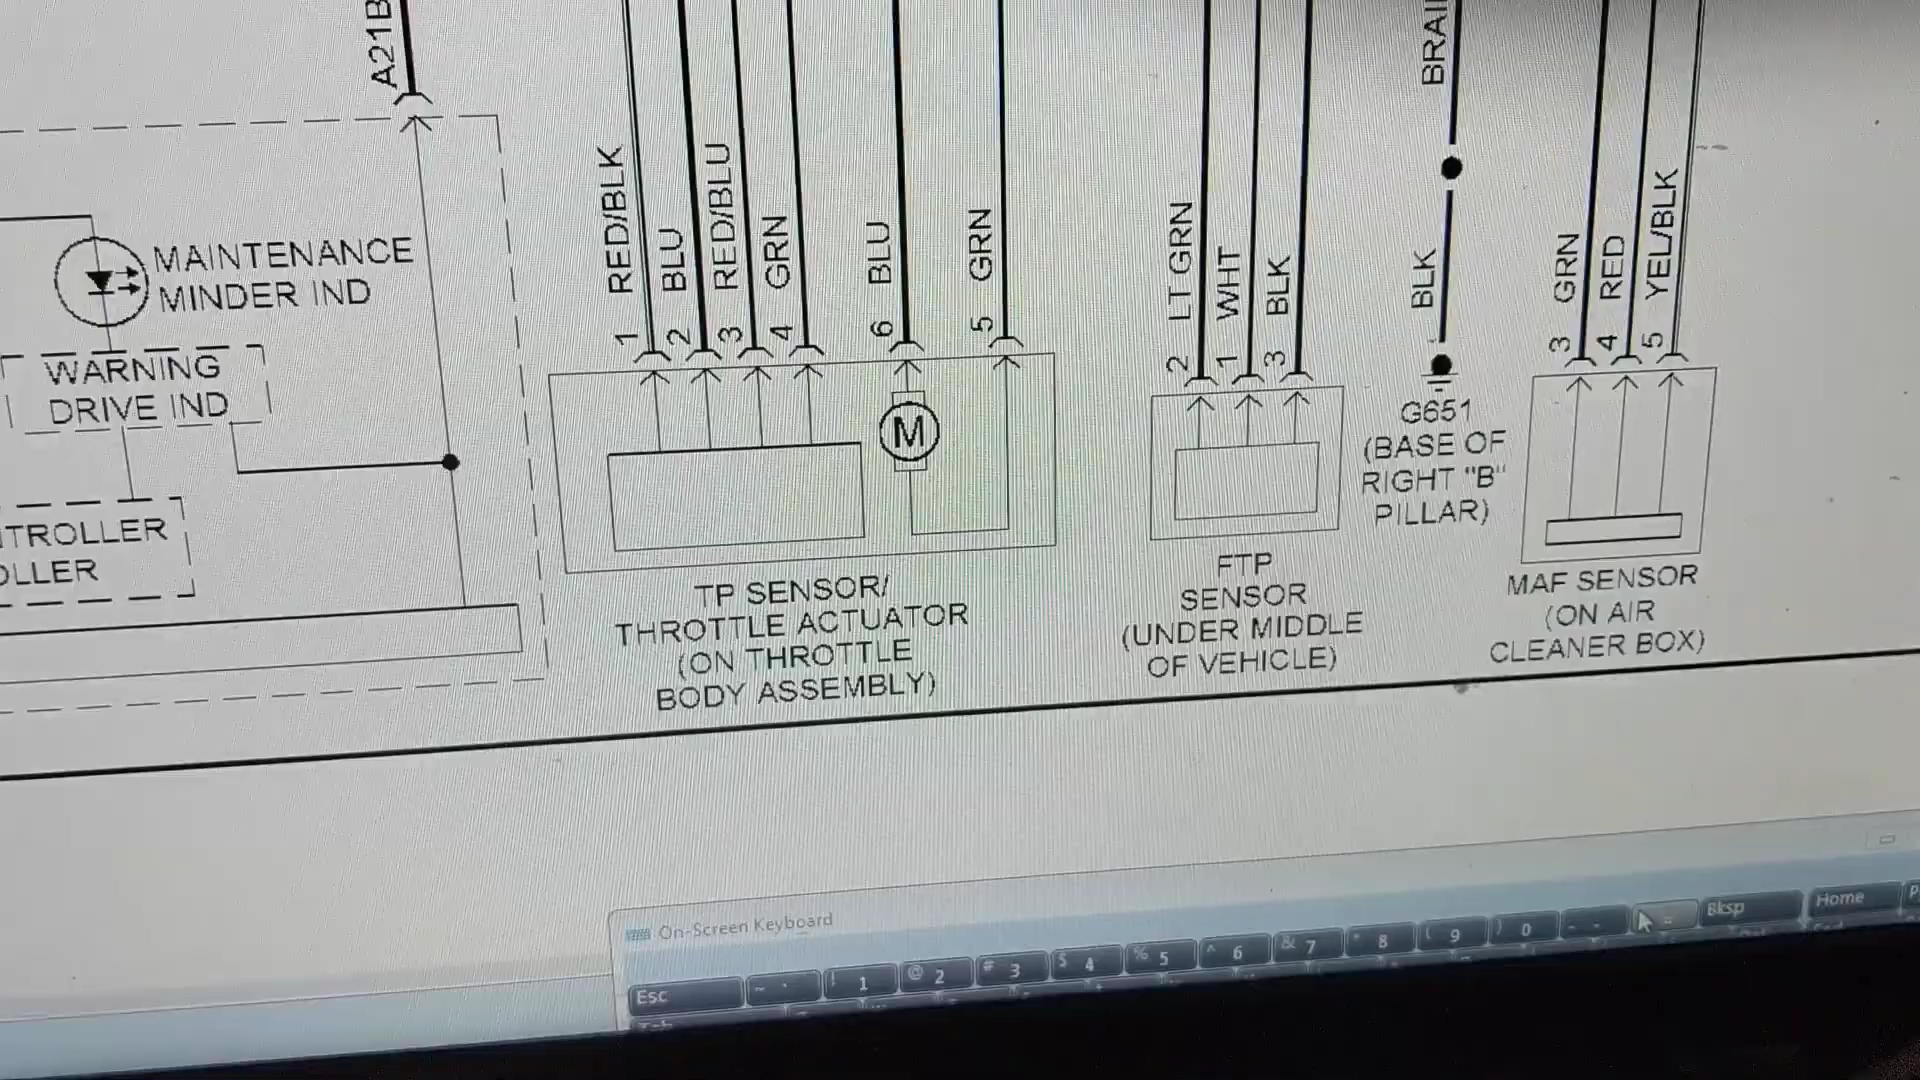 A21B
MAINTENANCE
MINDER IND
WARNING
DRIVE IND
TROLLER
OLLER
1 RED/BLK
2 BLU
3 RED/BLU
4 GRN
6 BLU
5 GRN
M
TP SENSOR/
THROTTLE ACTUATOR
(ON THROTTLE
BODY ASSEMBLY)
2 LT GRN
1 WHT
3 BLK
FTP
SENSOR
(UNDER MIDDLE
OF VEHICLE)
BRAI
BLK
G651
(BASE OF
RIGHT "B"
PILLAR)
3 GRN
4 RED
5 YEL/BLK
MAF SENSOR
(ON AIR
CLEANER BOX)
On-Screen Keyboard
Esc ~ ` ! 1 @ 2 # 3 $ 4 % 5 ^ 6 & 7 * 8 ( 9 ) 0 - = Bksp Home P
Tab